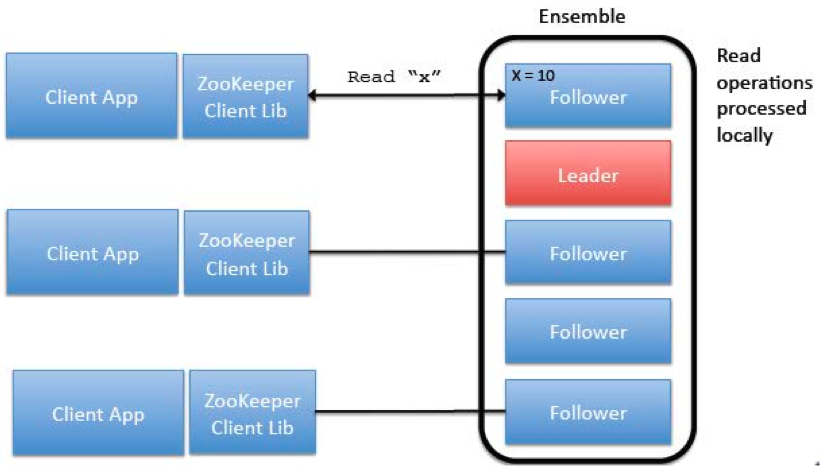 Ensemble
Client App
ZooKeeper
Client Lib
Read “x”
X = 10
Follower
Read
operations
processed
locally
Leader
Client App
ZooKeeper
Client Lib
Follower
Follower
Client App
ZooKeeper
Client Lib
Follower